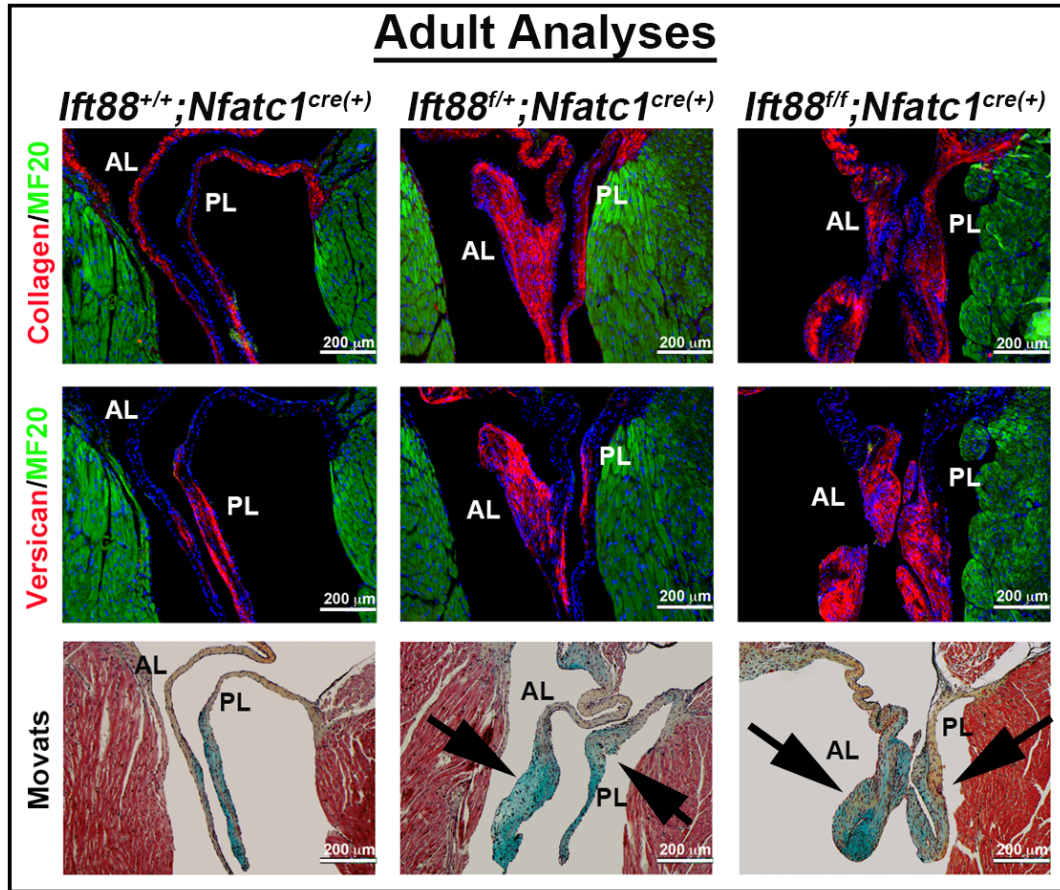 Adult Analyses
Ift88+/+;Nfatc1cre(+) Ift88f/+;Nfatc1cre(+) Ift88f/f;Nfatc1cre(+)
Collagen/MF20
AL PL 200 μm
AL PL 200 μm
AL PL 200 μm
Versican/MF20
AL PL 200 μm
AL PL 200 μm
AL PL 200 μm
Movats
AL PL 200 μm
AL PL 200 μm
AL PL 200 μm